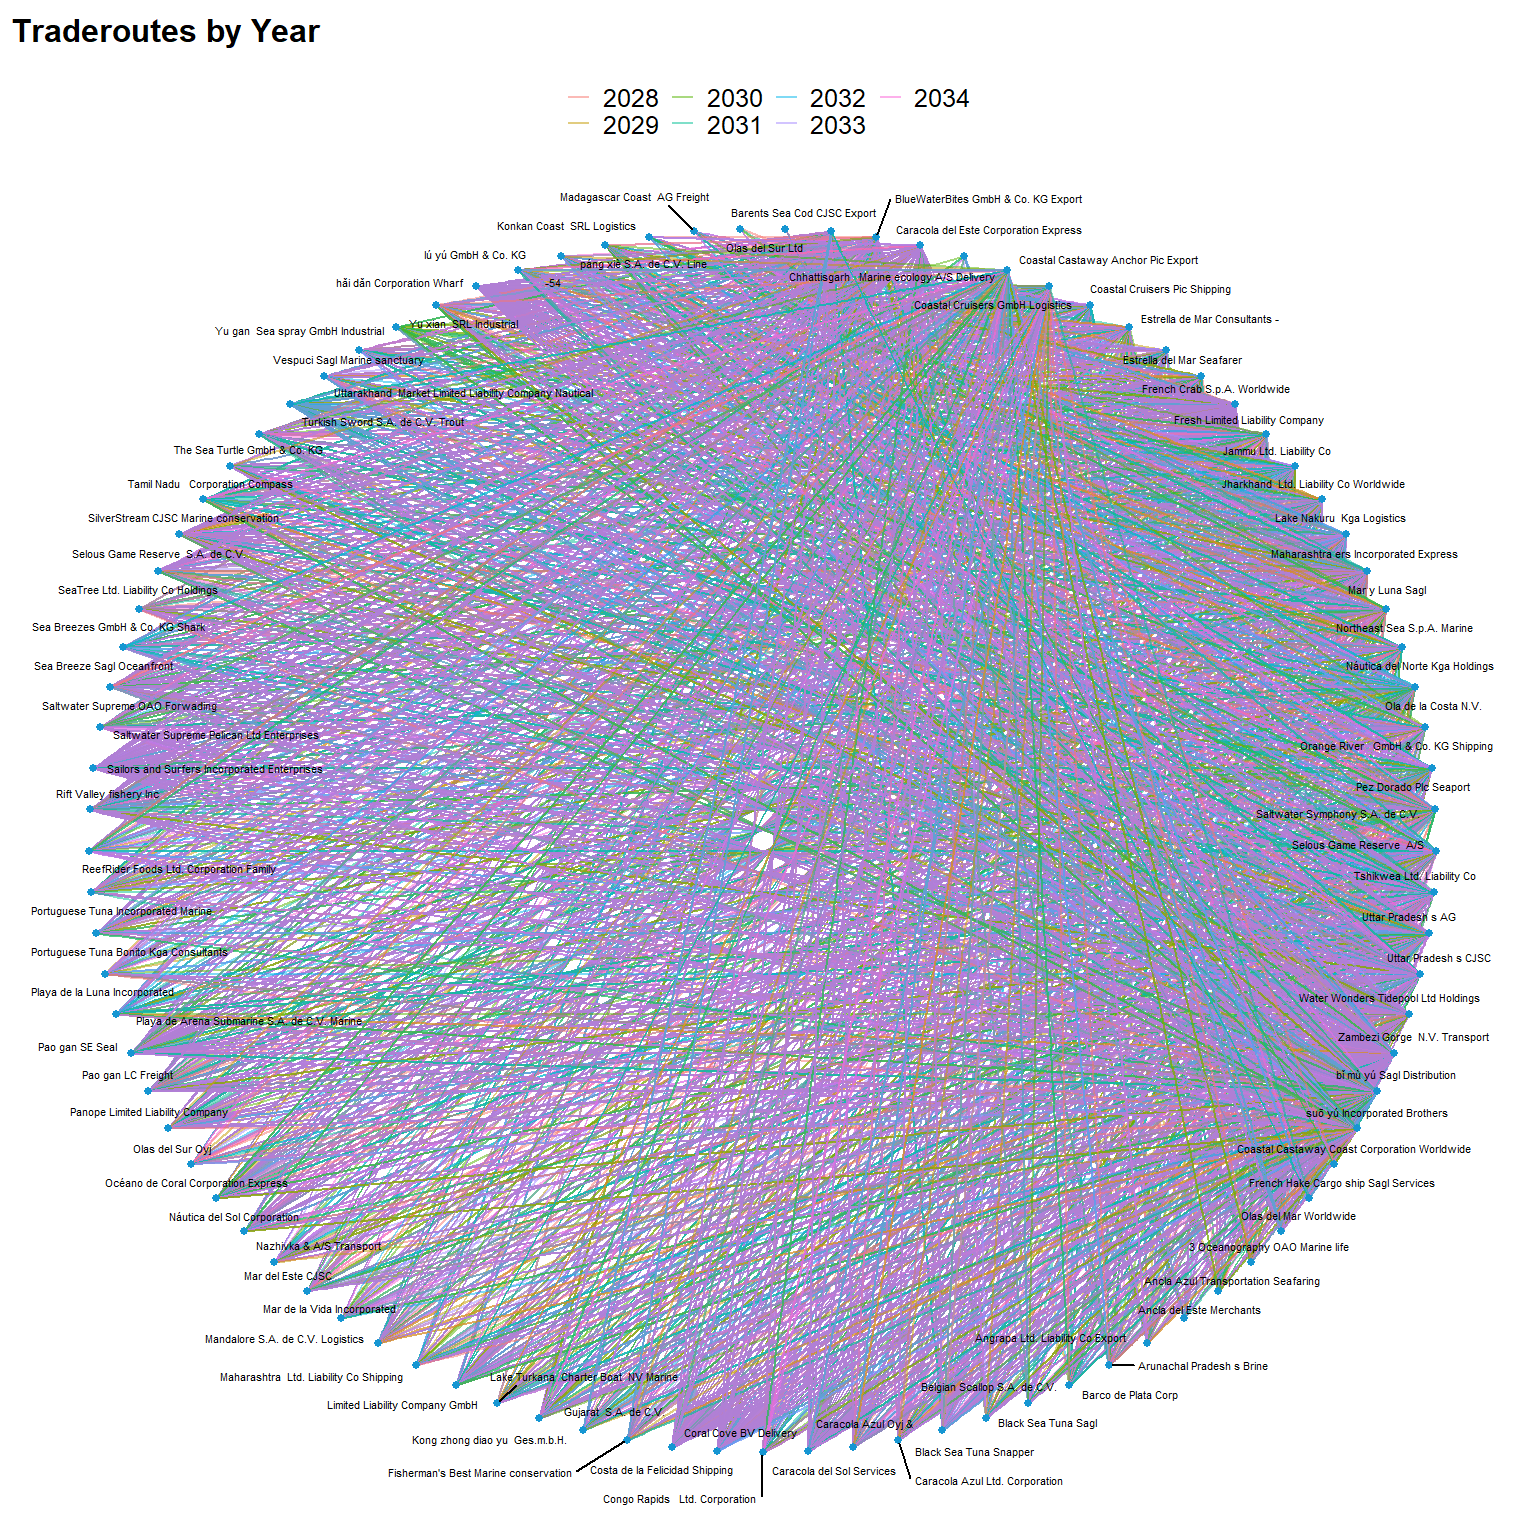 Traderoutes by Year
2028 2030 2032 2034
2029 2031 2033
Madagascar Coast  AG Freight
BlueWaterBites GmbH & Co. KG Export
Barents Sea Cod CJSC Export
Konkan Coast  SRL Logistics
Caracola del Este Corporation Express
Olas del Sur Ltd
lú yú GmbH & Co. KG
páng xiè S.A. de C.V. Line
Coastal Castaway Anchor Pic Export
Chhattisgarh  Marine ecology A/S Delivery
hǎi dǎn Corporation Wharf
-54
Coastal Cruisers Pic Shipping
Coastal Cruisers GmbH Logistics
Yu xian  SRL Industrial
Estrella de Mar Consultants -
Yu gan  Sea spray GmbH Industrial
Vespuci Sagl Marine sanctuary
Estrella del Mar Seafarer
Uttarakhand  Market Limited Liability Company Nautical
French Crab S.p.A. Worldwide
Turkish Sword S.A. de C.V. Trout
Fresh Limited Liability Company
The Sea Turtle GmbH & Co. KG
Jammu Ltd. Liability Co
Tamil Nadu  Corporation Compass
Jharkhand  Ltd. Liability Co Worldwide
SilverStream CJSC Marine conservation
Lake Nakuru  Kga Logistics
Selous Game Reserve  S.A. de C.V.
Maharashtra ers Incorporated Express
SeaTree Ltd. Liability Co Holdings
Mar y Luna Sagl
Sea Breezes GmbH & Co. KG Shark
Northeast Sea S.p.A. Marine
Sea Breeze Sagl Oceanfront
Náutica del Norte Kga Holdings
Saltwater Supreme OAO Forwading
Ola de la Costa N.V.
Saltwater Supreme Pelican Ltd Enterprises
Orange River  GmbH & Co. KG Shipping
Sailors and Surfers Incorporated Enterprises
Pez Dorado Plc Seaport
Rift Valley fishery Inc
Saltwater Symphony S.A. de C.V.
Selous Game Reserve  A/S
ReefRider Foods Ltd. Corporation Family
Tshikwea Ltd. Liability Co
Portuguese Tuna Incorporated Marine
Uttar Pradesh s AG
Portuguese Tuna Bonito Kga Consultants
Uttar Pradesh s CJSC
Playa de la Luna Incorporated
Water Wonders Tidepool Ltd Holdings
Playa de Arena Submarine S.A. de C.V. Marine
Zambezi Gorge  N.V. Transport
Pao gan SE Seal
Pao gan LC Freight
bǐ mù yú Sagl Distribution
Panope Limited Liability Company
suō yú Incorporated Brothers
Olas del Sur Oyj
Coastal Castaway Coast Corporation Worldwide
Océano de Coral Corporation Express
French Hake Cargo ship Sagl Services
Náutica del Sol Corporation
Olas del Mar Worldwide
Nazhivka & A/S Transport
3 Oceanography OAO Marine life
Mar del Este CJSC
Ancla Azul Transportation Seafaring
Mar de la Vida Incorporated
Ancla del Este Merchants
Mandalore S.A. de C.V. Logistics
Angrapa Ltd. Liability Co Export
Arunachal Pradesh s Brine
Maharashtra  Ltd. Liability Co Shipping
Lake Turkana  Charter Boat  NV Marine
Belgian Scallop S.A. de C.V.
Barco de Plata Corp
Limited Liability Company GmbH
Gujarat  S.A. de C.V.
Caracola Azul Oyj &
Black Sea Tuna Sagl
Coral Cove BV Delivery
Kong zhong diao yu  Ges.m.b.H.
Black Sea Tuna Snapper
Fisherman's Best Marine conservation
Costa de la Felicidad Shipping
Caracola del Sol Services
Caracola Azul Ltd. Corporation
Congo Rapids  Ltd. Corporation